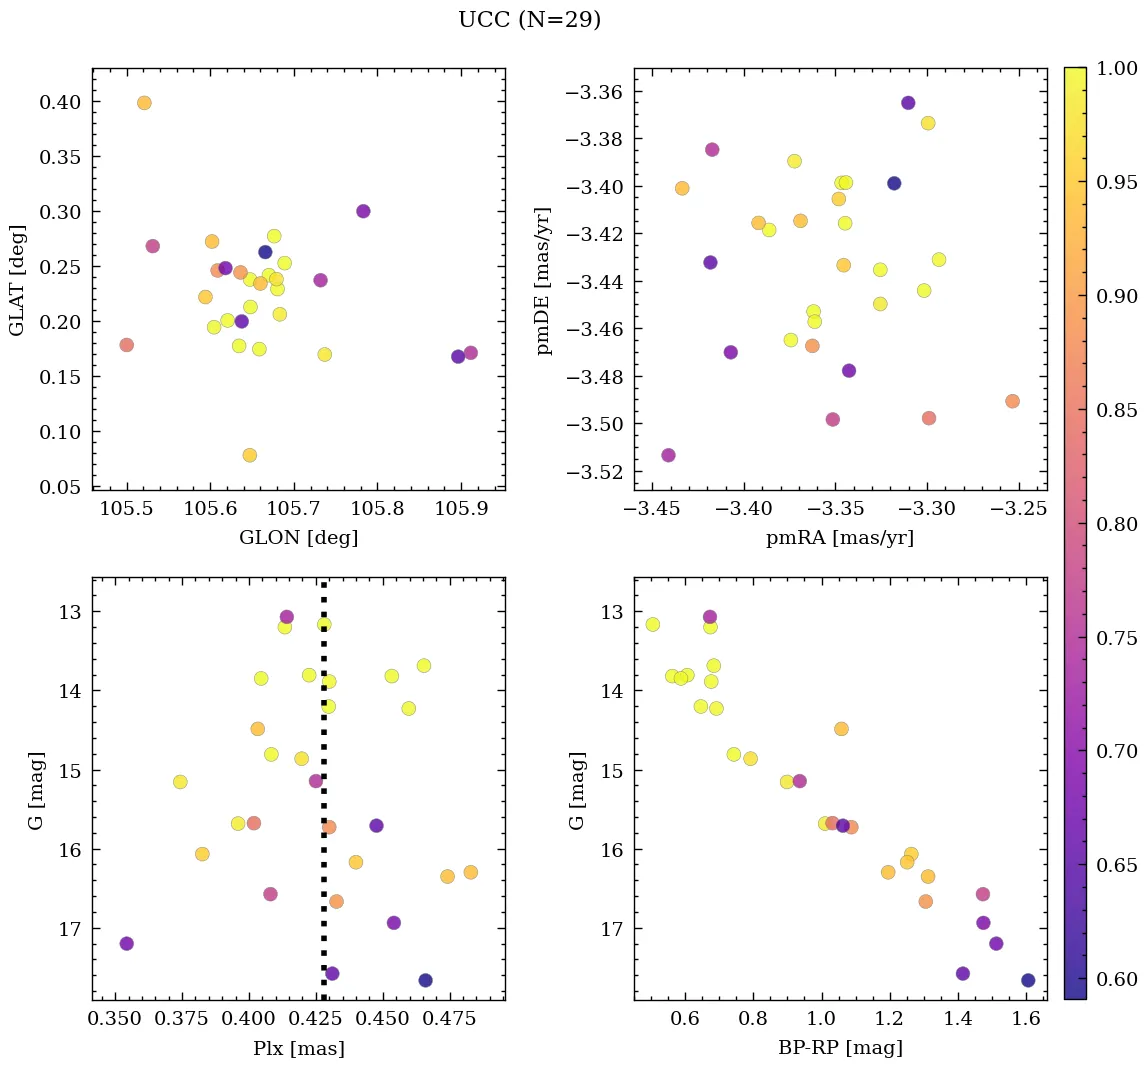 UCC (N=29)
0.40
0.35
0.30
0.25
0.20
0.15
0.10
0.05
GLAT [deg]
105.5 105.6 105.7 105.8 105.9
GLON [deg]
−3.36
−3.38
−3.40
−3.42
−3.44
−3.46
−3.48
−3.50
−3.52
pmDE [mas/yr]
−3.45 −3.40 −3.35 −3.30 −3.25
pmRA [mas/yr]
13
14
15
16
17
G [mag]
0.350 0.375 0.400 0.425 0.450 0.475
Plx [mas]
13
14
15
16
17
G [mag]
0.6 0.8 1.0 1.2 1.4 1.6
BP-RP [mag]
1.00
0.95
0.90
0.85
0.80
0.75
0.70
0.65
0.60